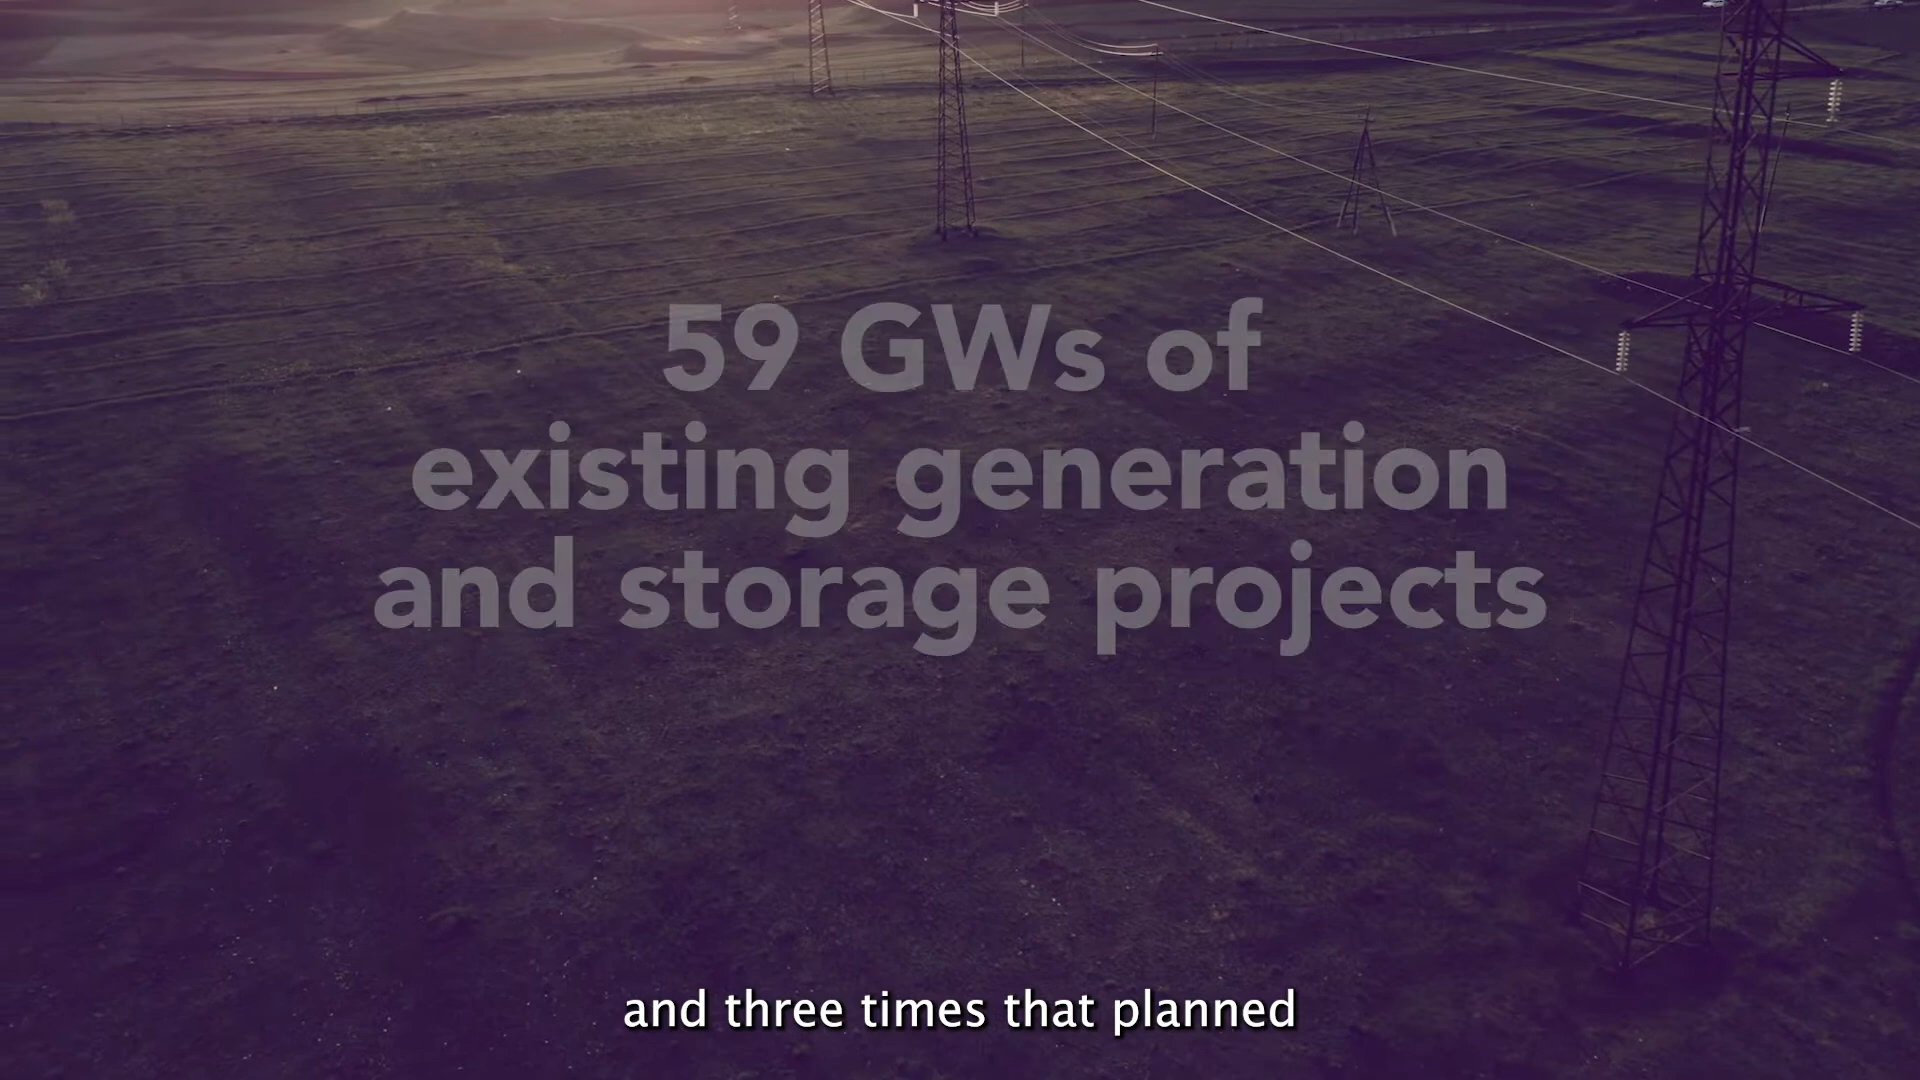 59 GWs of
existing generation
and storage projects
and three times that planned